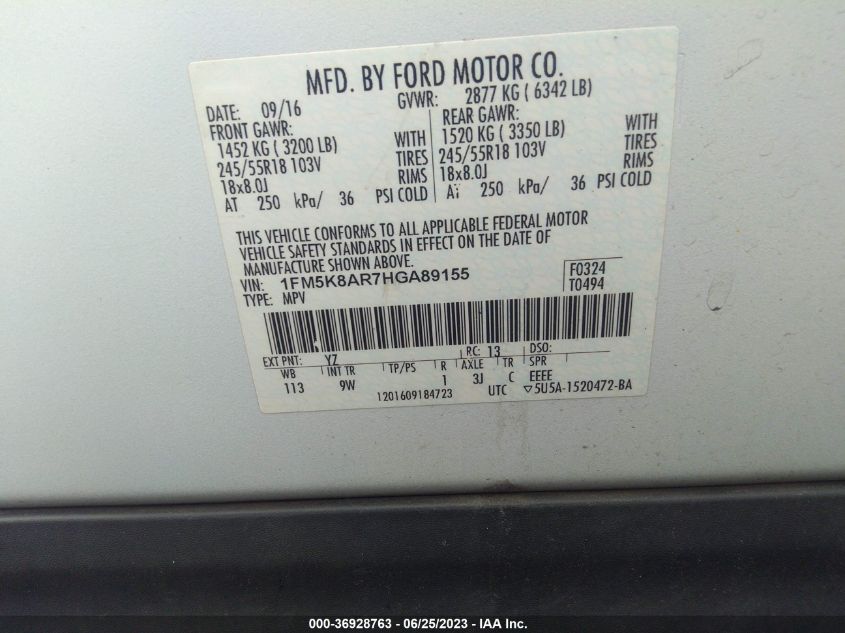 MFD. BY FORD MOTOR CO.
DATE: 09/16 GVWR: 2877 KG ( 6342 LB)
FRONT GAWR: REAR GAWR:
1452 KG ( 3200 LB) WITH 1520 KG ( 3350 LB) WITH
245/55R18 103V TIRES 245/55R18 103V TIRES
18x8.0J RIMS 18x8.0J RIMS
AT 250 kPa/ 36 PSI COLD AT 250 kPa/ 36 PSI COLD
THIS VEHICLE CONFORMS TO ALL APPLICABLE FEDERAL MOTOR
VEHICLE SAFETY STANDARDS IN EFFECT ON THE DATE OF
MANUFACTURE SHOWN ABOVE.
VIN: 1FM5K8AR7HGA89155 F0324
TYPE: MPV T0494
EXT PNT: YZ RC: 13 DSO:
WB INT TR TP/PS R AXLE TR SPR
113 9W 1 3J C EEEE
1201609184723 UTC ▽5U5A-1520472-BA
000-36928763 - 06/25/2023 - IAA Inc.